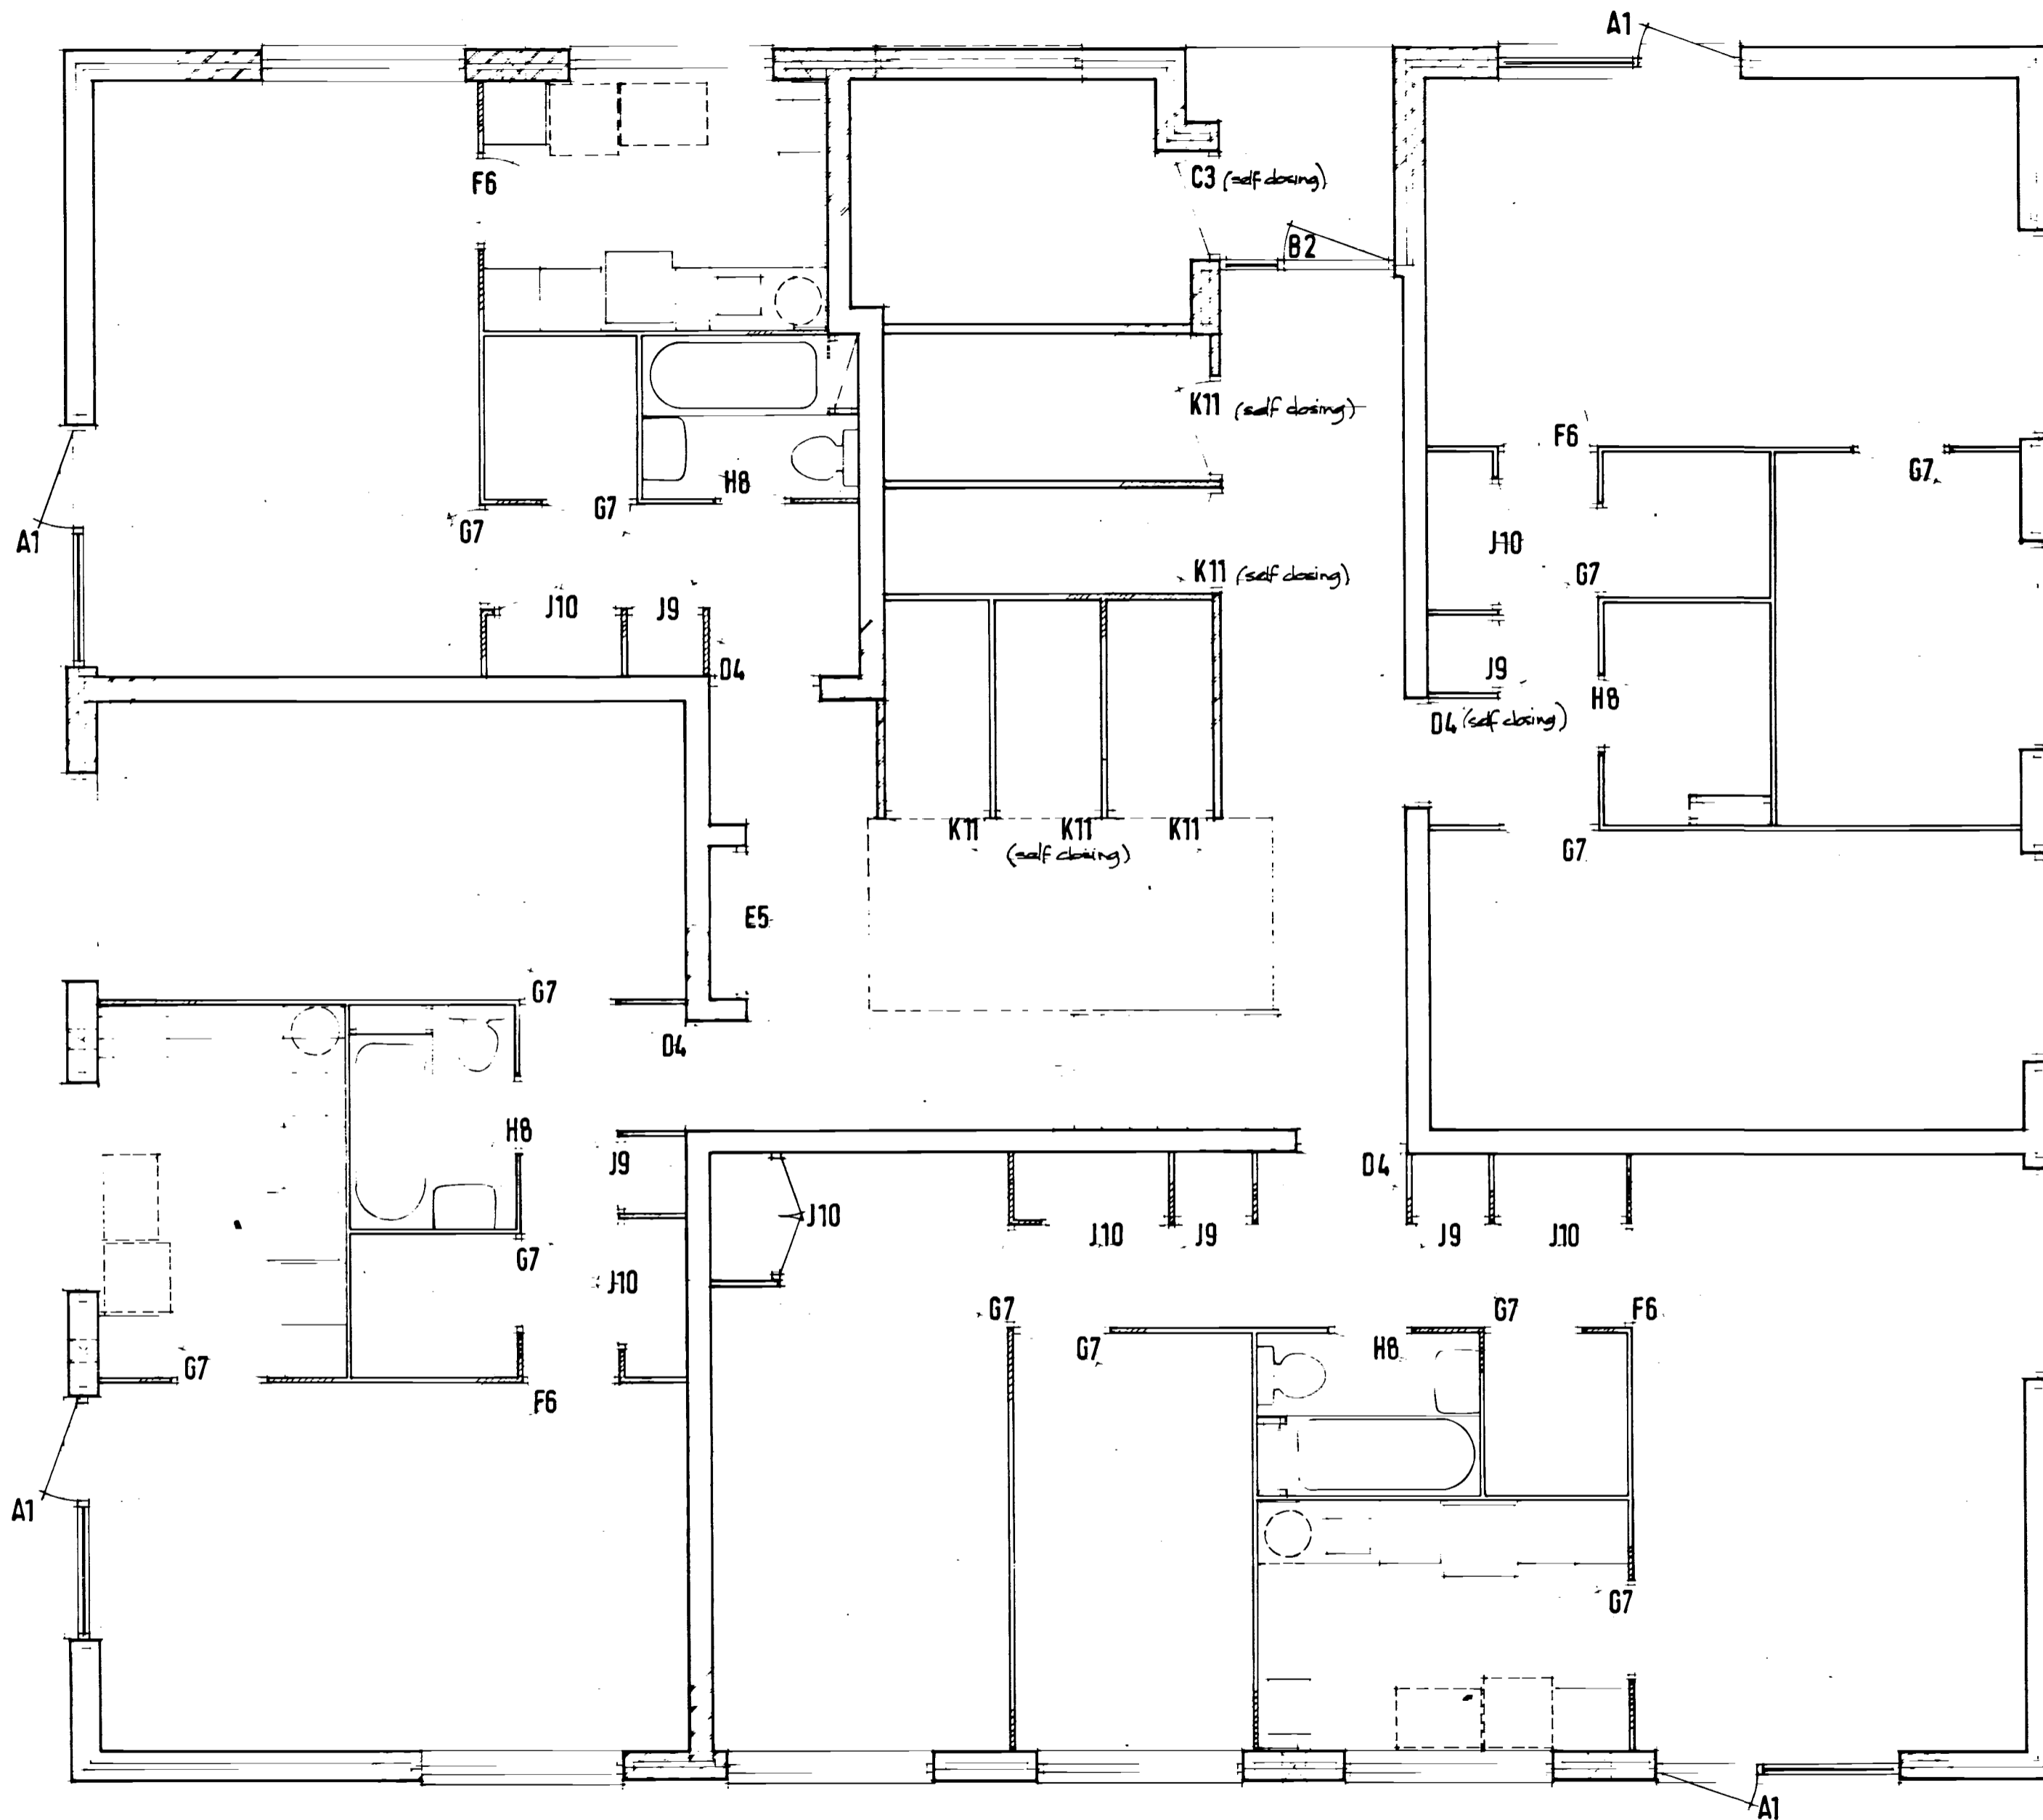 A1
C3 (self closing)
F6
B2
K11 (self closing)
F6
G7
H8
G7
G7
A1
J10
K11 (self closing)
G7
J10
J9
D4
J9
H8
D4 (self closing)
K11
K11
K11
(self closing)
G7
E5
G7
D4
H8
J9
D4
J10
J10
J9
J9
J10
G7
J10
G7
G7
F6
G7
H8
G7
F6
A1
G7
A1